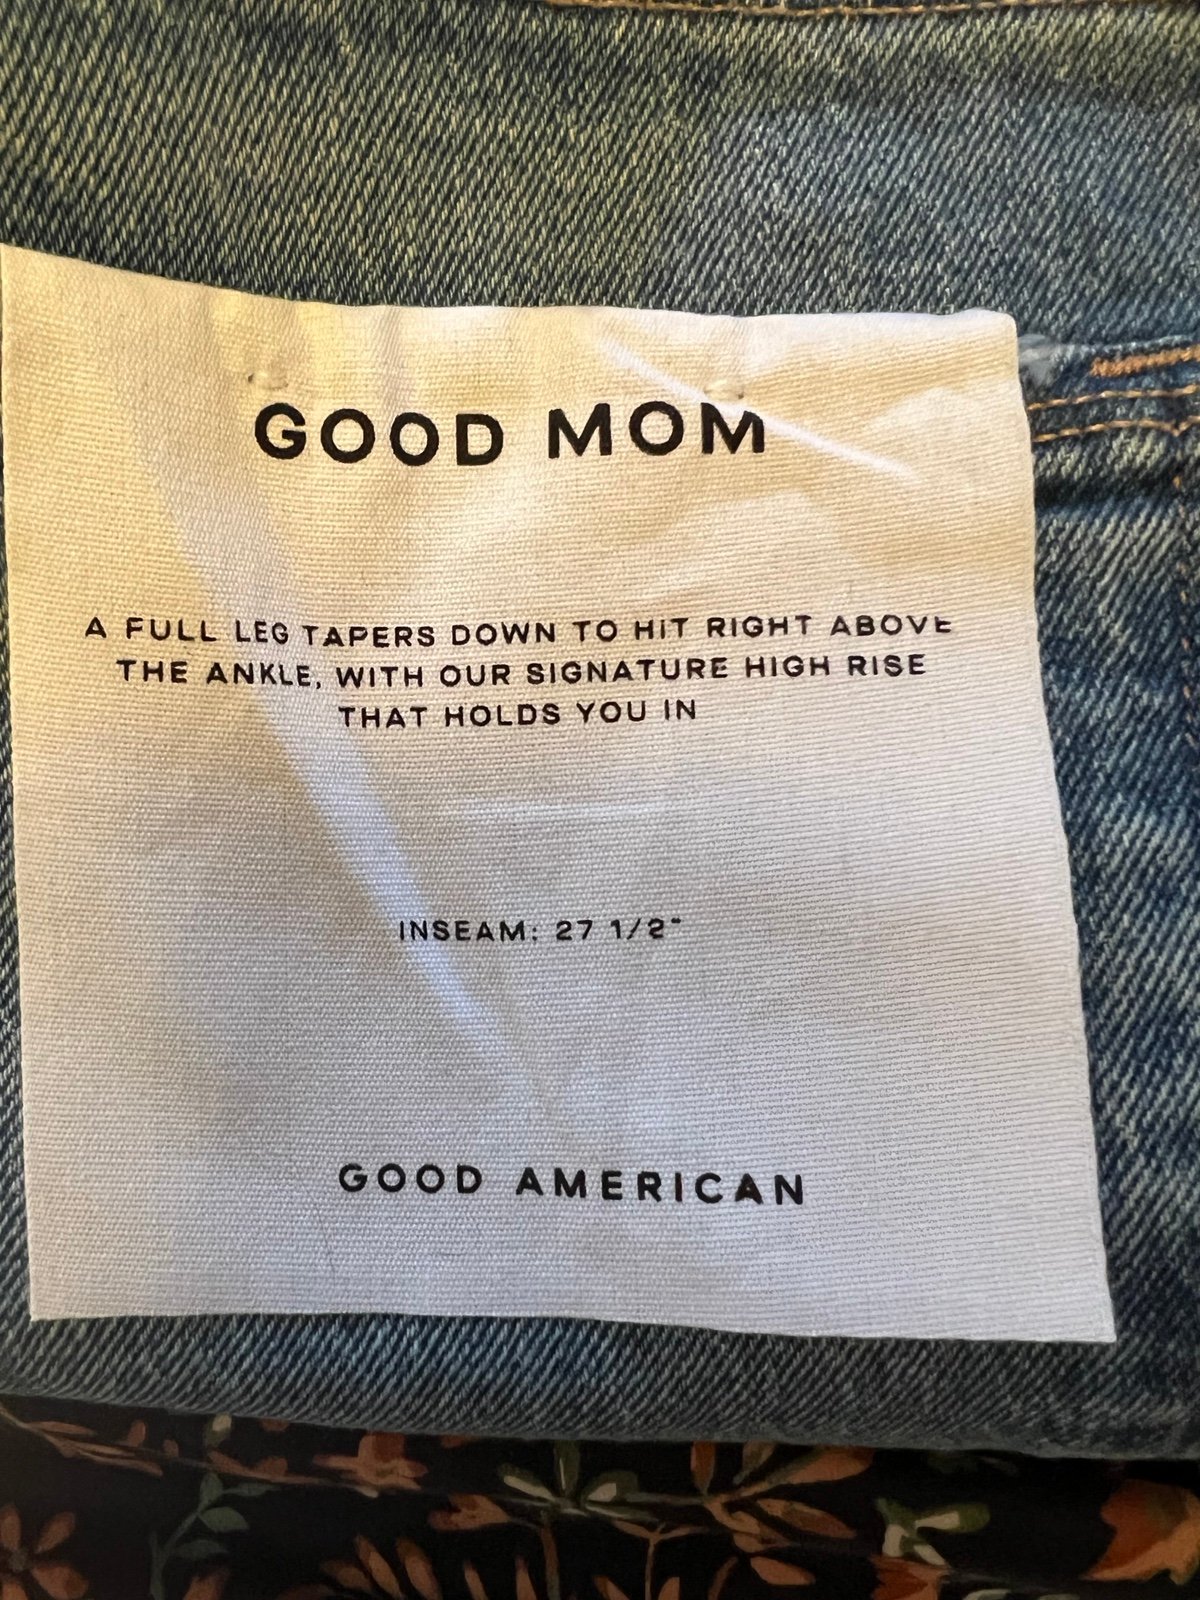 GOOD MOM
A FULL LEG TAPERS DOWN TO HIT RIGHT ABOVE
THE ANKLE, WITH OUR SIGNATURE HIGH RISE
THAT HOLDS YOU IN
INSEAM: 27 1/2"
GOOD AMERICAN